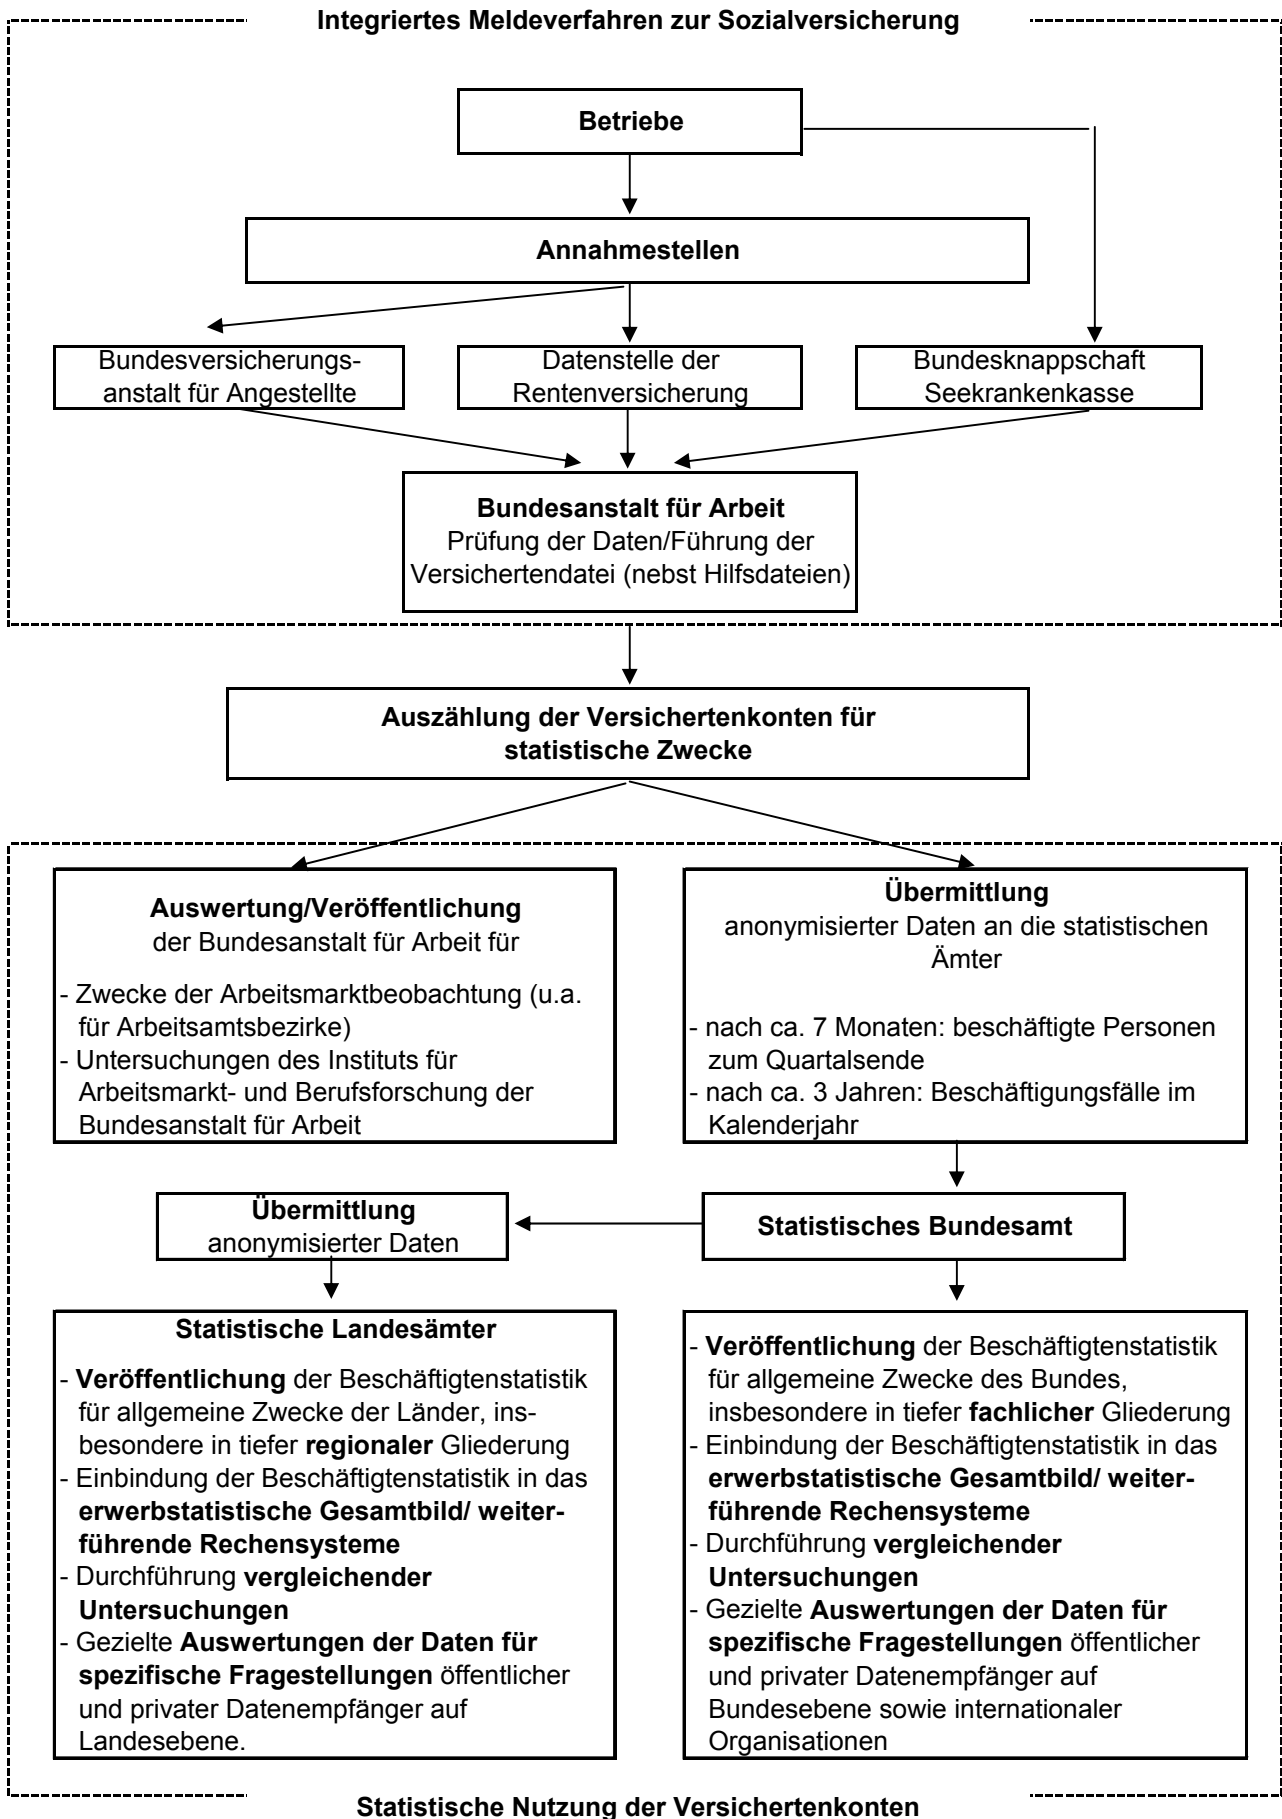 Integriertes Meldeverfahren zur Sozialversicherung
Betriebe
Annahmestellen
Bundesversicherungs-
anstalt für Angestellte
Datenstelle der
Rentenversicherung
Bundesknappschaft
Seekrankenkasse
Bundesanstalt für Arbeit
Prüfung der Daten/Führung der
Versichertendatei (nebst Hilfsdateien)
Auszählung der Versichertenkonten für
statistische Zwecke
Auswertung/Veröffentlichung
der Bundesanstalt für Arbeit für
- Zwecke der Arbeitsmarktbeobachtung (u.a.
für Arbeitsamtsbezirke)
- Untersuchungen des Instituts für
Arbeitsmarkt- und Berufsforschung der
Bundesanstalt für Arbeit
Übermittlung
anonymisierter Daten an die statistischen
Ämter
- nach ca. 7 Monaten: beschäftigte Personen
zum Quartalsende
- nach ca. 3 Jahren: Beschäftigungsfälle im
Kalenderjahr
Übermittlung
anonymisierter Daten
Statistisches Bundesamt
Statistische Landesämter
- Veröffentlichung der Beschäftigtenstatistik
für allgemeine Zwecke der Länder, ins-
besondere in tiefer regionaler Gliederung
- Einbindung der Beschäftigtenstatistik in das
erwerbstatistische Gesamtbild/ weiter-
führende Rechensysteme
- Durchführung vergleichender
Untersuchungen
- Gezielte Auswertungen der Daten für
spezifische Fragestellungen öffentlicher
und privater Datenempfänger auf
Landesebene.
- Veröffentlichung der Beschäftigtenstatistik
für allgemeine Zwecke des Bundes,
insbesondere in tiefer fachlicher Gliederung
- Einbindung der Beschäftigtenstatistik in das
erwerbstatistische Gesamtbild/ weiter-
führende Rechensysteme
- Durchführung vergleichender
Untersuchungen
- Gezielte Auswertungen der Daten für
spezifische Fragestellungen öffentlicher
und privater Datenempfänger auf
Bundesebene sowie internationaler
Organisationen
Statistische Nutzung der Versichertenkonten